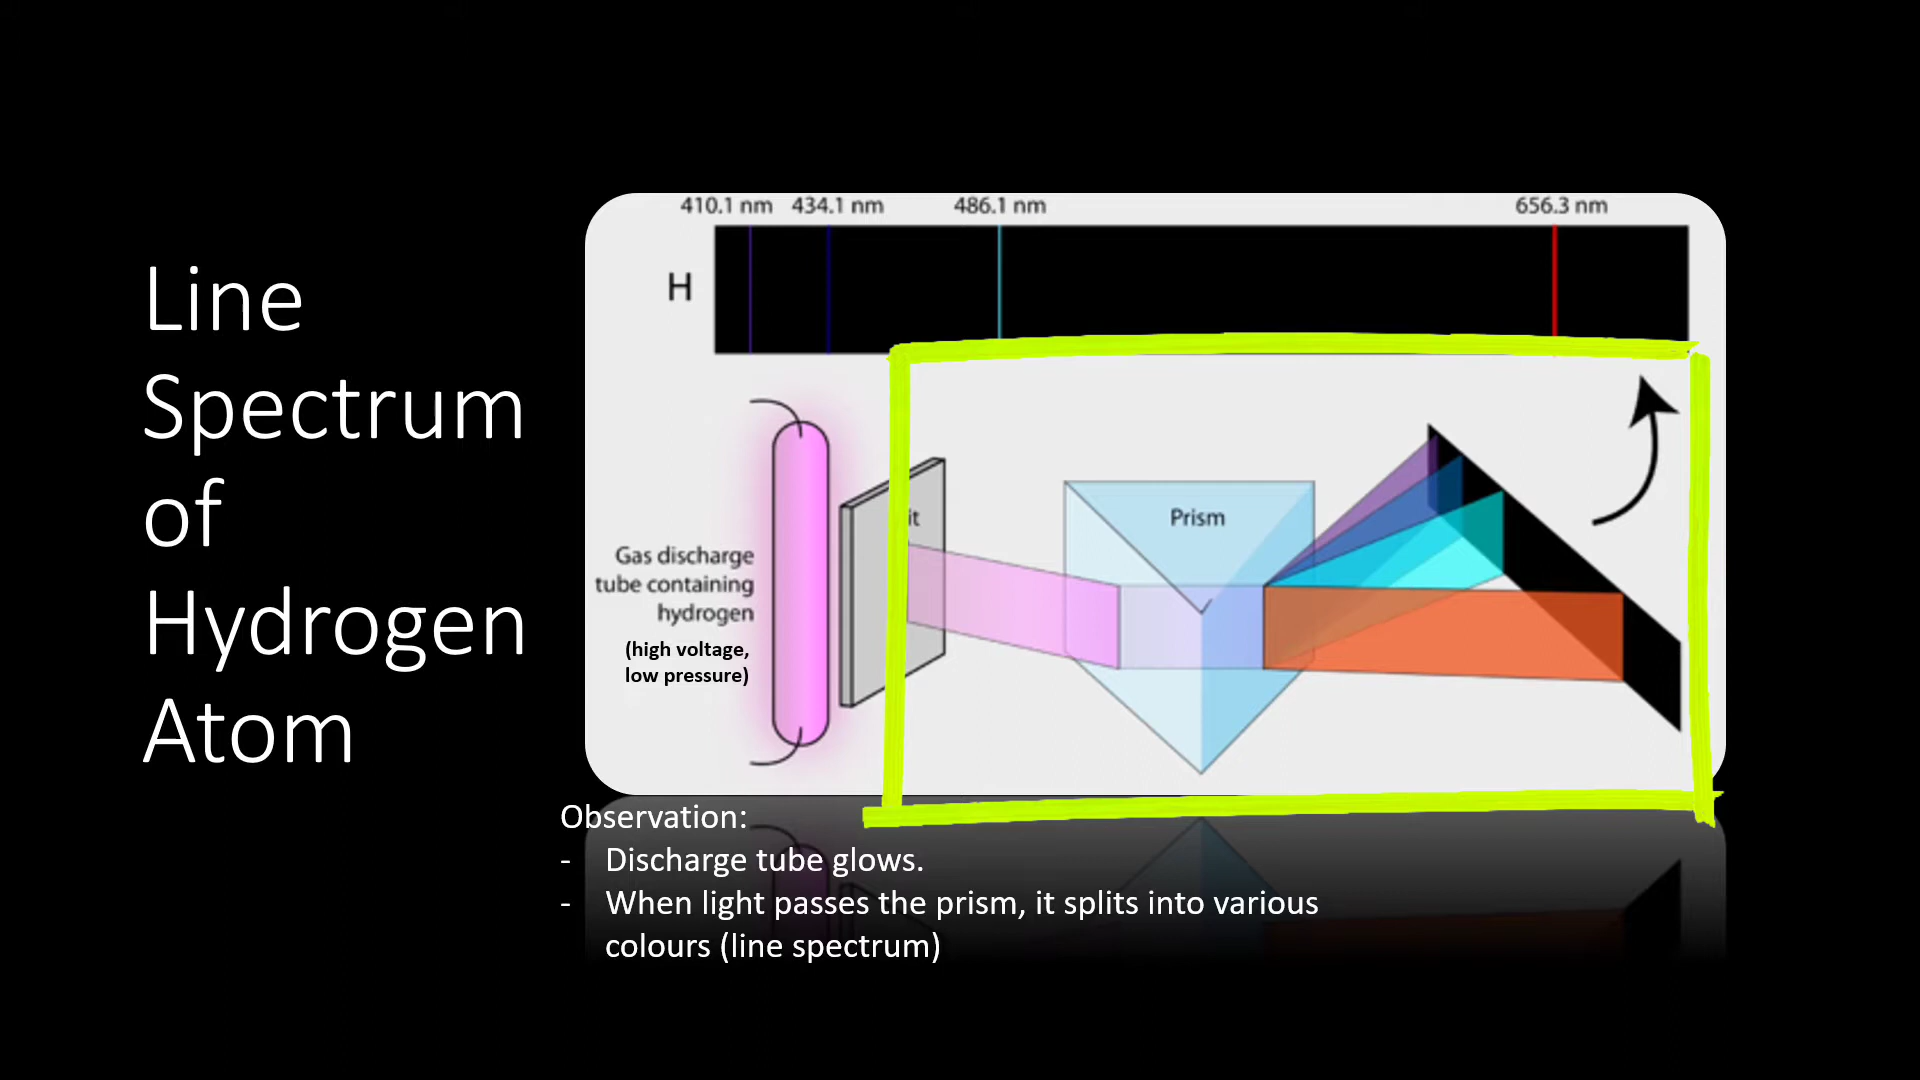 Line
Spectrum
of
Hydrogen
Atom
410.1 nm 434.1 nm 486.1 nm 656.3 nm
H
it
Prism
Gas discharge
tube containing
hydrogen
(high voltage,
low pressure)
Observation:
- Discharge tube glows.
- When light passes the prism, it splits into various
colours (line spectrum)